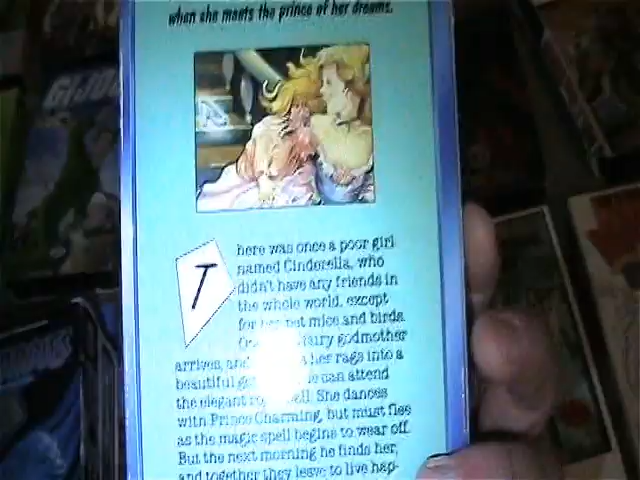 when she meets the prince of her dreams.
GI JOE
There was once a poor girl
named Cinderella, who
didn't have any friends in
the whole world, except
for her pet mice and birds.
fairy godmother
arrives, and her rags into a
beautiful can attend
the elegant She dances
with Prince Charming, but must flee
as the magic spell begins to wear off.
But the next morning he finds her,
and together they leave to live hap-